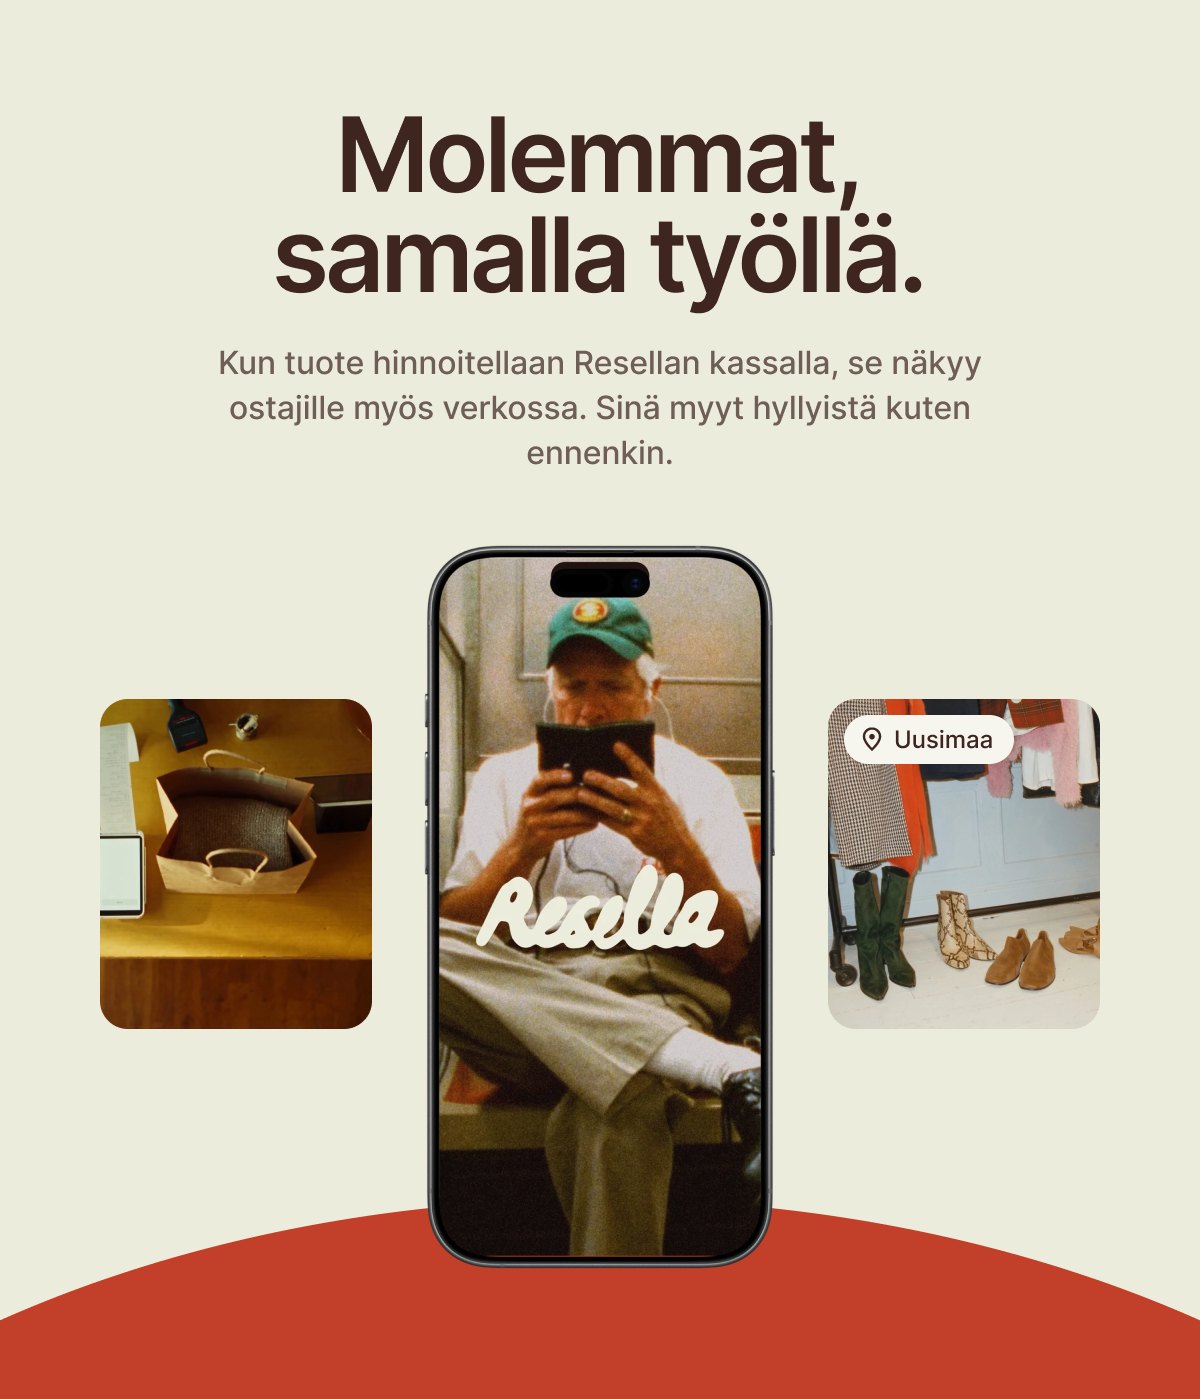 Molemmat,
samalla työllä.
Kun tuote hinnoitellaan Resellan kassalla, se näkyy
ostajille myös verkossa. Sinä myyt hyllyistä kuten
ennenkin.
Uusimaa
Resella